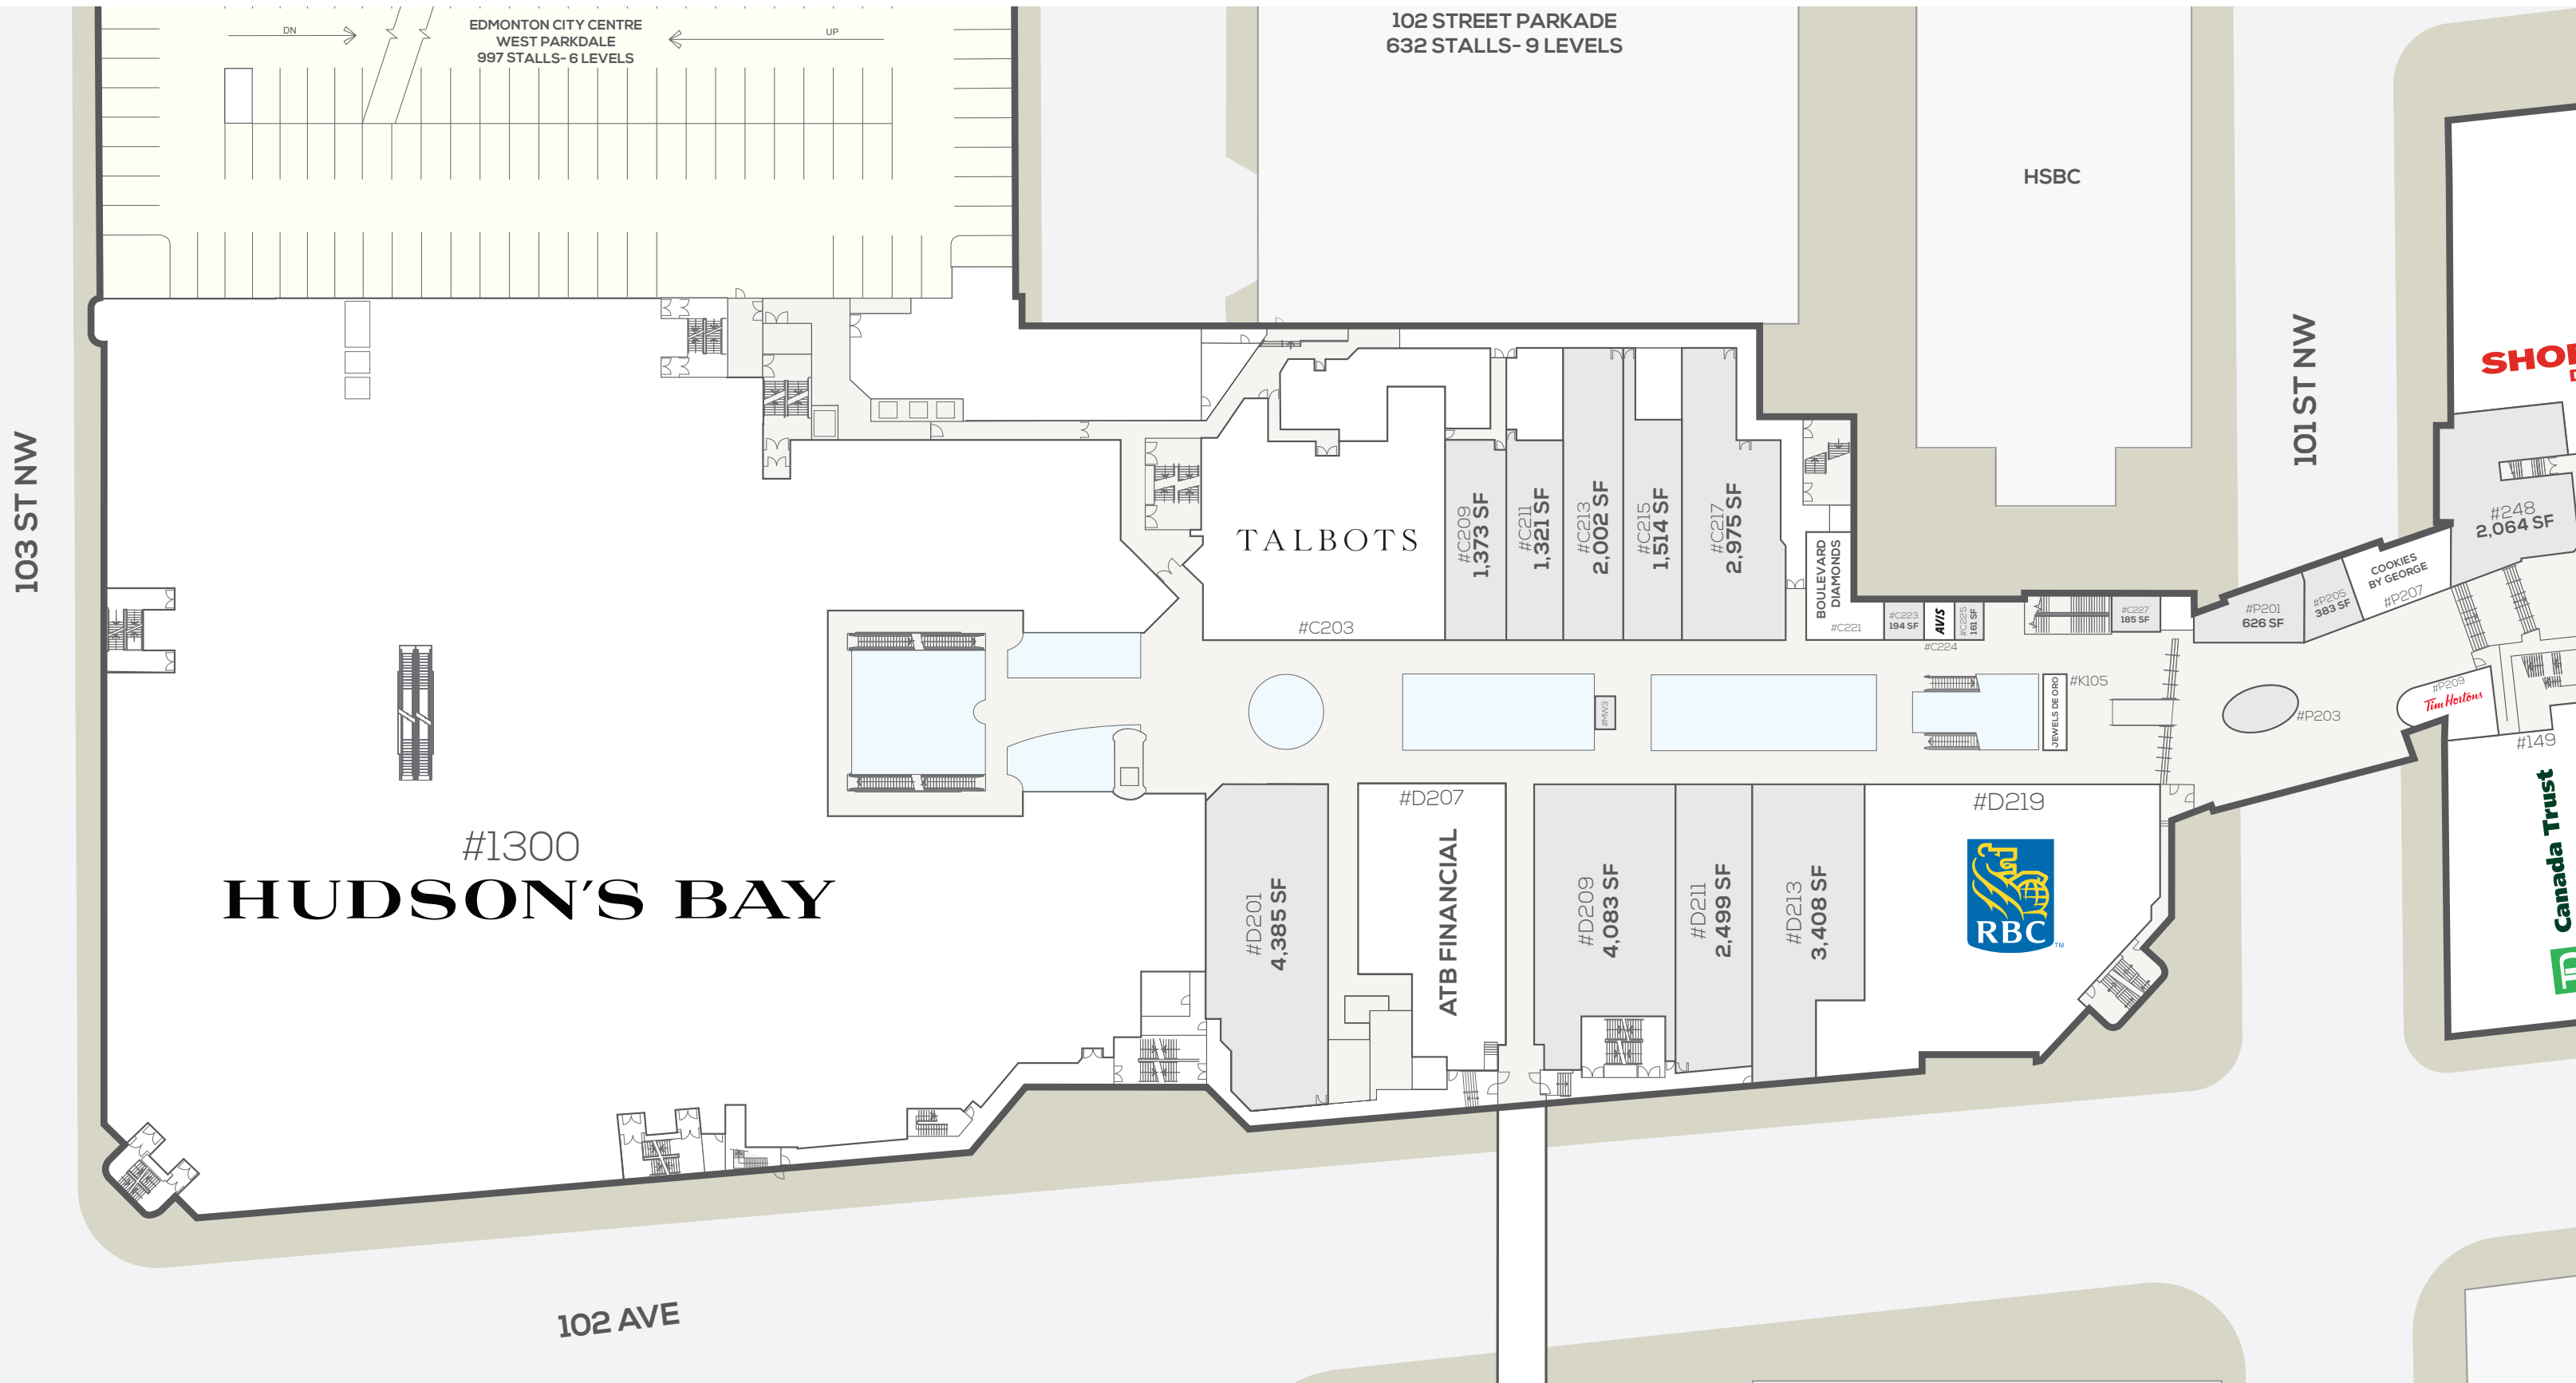 EDMONTON CITY CENTRE
WEST PARKDALE
997 STALLS- 6 LEVELS
DN
UP
102 STREET PARKADE
632 STALLS- 9 LEVELS
HSBC
103 ST NW
101 ST NW
102 AVE
#1300
HUDSON'S BAY
TALBOTS
#C203
#C209
1,373 SF
#C211
1,321 SF
#C213
2,002 SF
#C215
1,514 SF
#C217
2,975 SF
BOULEVARD
DIAMONDS
#C221
#C223
194 SF
AVIS
#C224
#C225
161 SF
#C227
185 SF
#MW3
JEWELS DE ORO
#K105
#P201
626 SF
#P205
383 SF
COOKIES
BY GEORGE
#P207
#248
2,064 SF
#P203
#P209
Tim Hortons
#149
Canada Trust
#D201
4,385 SF
#D207
ATB FINANCIAL
#D209
4,083 SF
#D211
2,499 SF
#D213
3,408 SF
#D219
RBC
TM